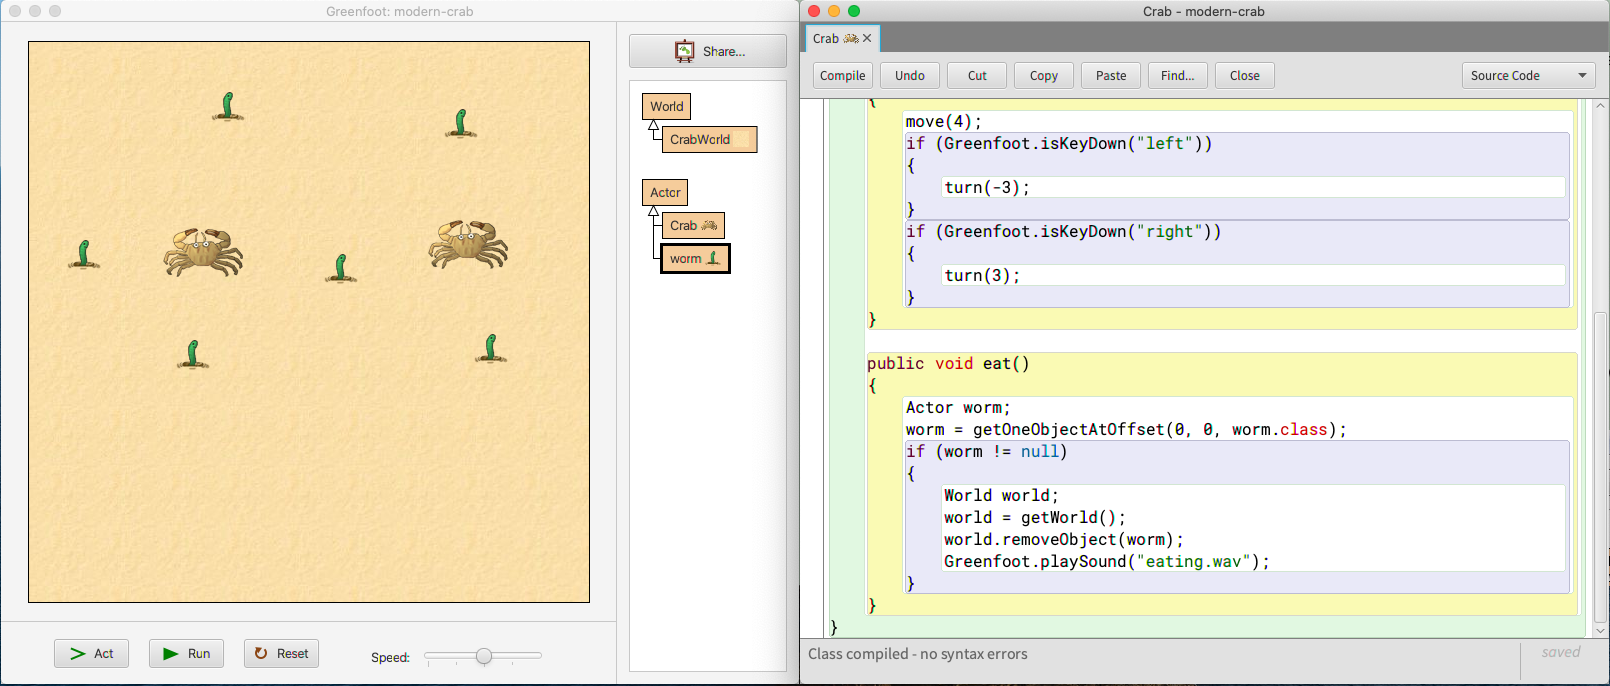 Greenfoot: modern-crab
Share...
World
CrabWorld
Actor
Crab
worm
Act
Run
Reset
Speed:
Crab - modern-crab
Crab
Compile
Undo
Cut
Copy
Paste
Find...
Close
Source Code
{
move(4);
if (Greenfoot.isKeyDown("left"))
{
turn(-3);
}
if (Greenfoot.isKeyDown("right"))
{
turn(3);
}
}
public void eat()
{
Actor worm;
worm = getOneObjectAtOffset(0, 0, worm.class);
if (worm != null)
{
World world;
world = getWorld();
world.removeObject(worm);
Greenfoot.playSound("eating.wav");
}
}
}
Class compiled - no syntax errors
saved